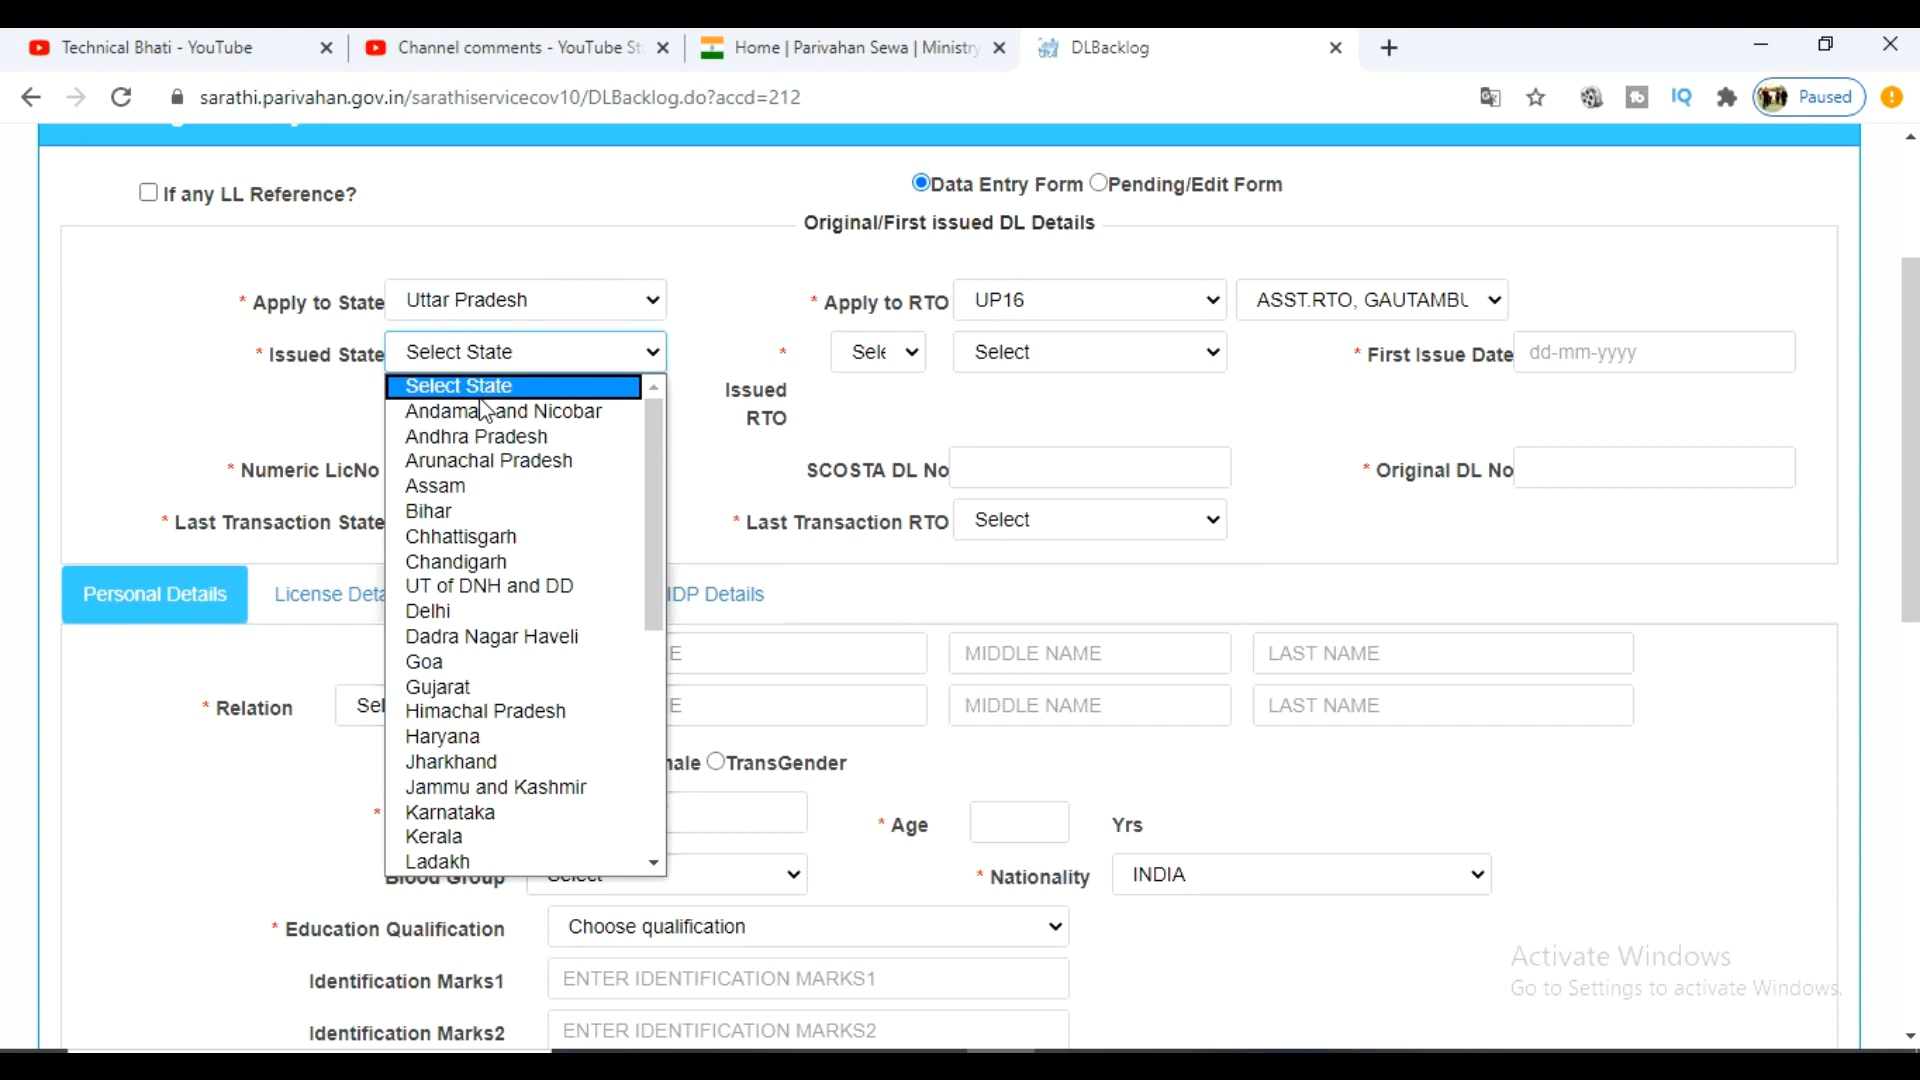 Technical Bhati - YouTube
Channel comments - YouTube St
Home | Parivahan Sewa | Ministry
DLBacklog
sarathi.parivahan.gov.in/sarathiservicecov10/DLBacklog.do?accd=212
Paused
If any LL Reference?
Data Entry Form
Pending/Edit Form
Original/First issued DL Details
* Apply to State
Uttar Pradesh
* Apply to RTO
UP16
ASST.RTO, GAUTAMBU
* Issued State
Select State
* Issued RTO
Sele
Select
* First Issue Date
dd-mm-yyyy
Select State
Andaman and Nicobar
Andhra Pradesh
Arunachal Pradesh
Assam
Bihar
Chhattisgarh
Chandigarh
UT of DNH and DD
Delhi
Dadra Nagar Haveli
Goa
Gujarat
Himachal Pradesh
Haryana
Jharkhand
Jammu and Kashmir
Karnataka
Kerala
Ladakh
* Numeric LicNo
SCOSTA DL No
* Original DL No
* Last Transaction State
* Last Transaction RTO
Select
Personal Details
License Deta
IDP Details
E
MIDDLE NAME
LAST NAME
* Relation
Sel
E
MIDDLE NAME
LAST NAME
male
TransGender
*
* Age
Yrs
Blood Group
Select
* Nationality
INDIA
* Education Qualification
Choose qualification
Identification Marks1
ENTER IDENTIFICATION MARKS1
Identification Marks2
ENTER IDENTIFICATION MARKS2
Activate Windows
Go to Settings to activate Windows.